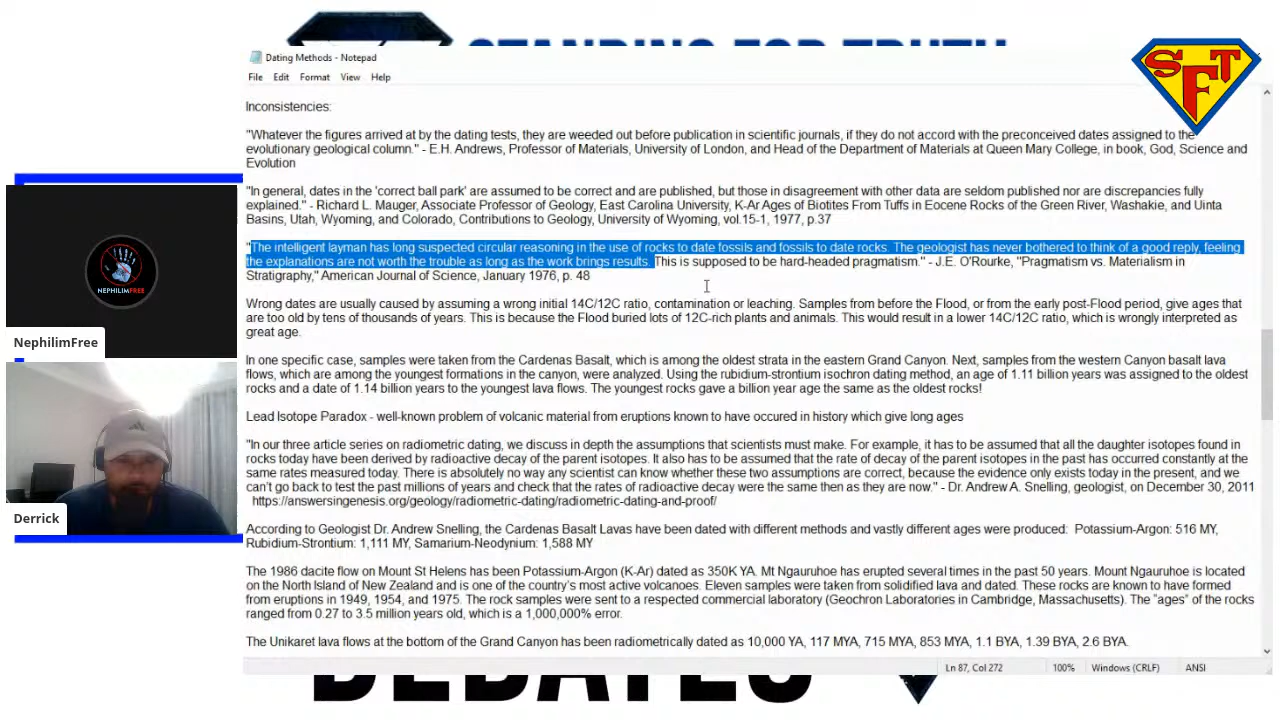 STANDING FOR TRUTH
SFT
Dating Methods - Notepad
File Edit Format View Help
Inconsistencies:
"Whatever the figures arrived at by the dating tests, they are weeded out before publication in scientific journals, if they do not accord with the preconceived dates assigned to the
evolutionary geological column." - E.H. Andrews, Professor of Materials, University of London, and Head of the Department of Materials at Queen Mary College, in book, God, Science and
Evolution
"In general, dates in the 'correct ball park' are assumed to be correct and are published, but those in disagreement with other data are seldom published nor are discrepancies fully
explained." - Richard L. Mauger, Associate Professor of Geology, East Carolina University, K-Ar Ages of Biotites From Tuffs in Eocene Rocks of the Green River, Washakie, and Uinta
Basins, Utah, Wyoming, and Colorado, Contributions to Geology, University of Wyoming, vol.15-1, 1977, p.37
"The intelligent layman has long suspected circular reasoning in the use of rocks to date fossils and fossils to date rocks. The geologist has never bothered to think of a good reply, feeling
the explanations are not worth the trouble as long as the work brings results. This is supposed to be hard-headed pragmatism." - J.E. O'Rourke, "Pragmatism vs. Materialism in
Stratigraphy," American Journal of Science, January 1976, p. 48
Wrong dates are usually caused by assuming a wrong initial 14C/12C ratio, contamination or leaching. Samples from before the Flood, or from the early post-Flood period, give ages that
are too old by tens of thousands of years. This is because the Flood buried lots of 12C-rich plants and animals. This would result in a lower 14C/12C ratio, which is wrongly interpreted as
great age.
In one specific case, samples were taken from the Cardenas Basalt, which is among the oldest strata in the eastern Grand Canyon. Next, samples from the western Canyon basalt lava
flows, which are among the youngest formations in the canyon, were analyzed. Using the rubidium-strontium isochron dating method, an age of 1.11 billion years was assigned to the oldest
rocks and a date of 1.14 billion years to the youngest lava flows. The youngest rocks gave a billion year age the same as the oldest rocks!
Lead Isotope Paradox - well-known problem of volcanic material from eruptions known to have occured in history which give long ages
"In our three article series on radiometric dating, we discuss in depth the assumptions that scientists must make. For example, it has to be assumed that all the daughter isotopes found in
rocks today have been derived by radioactive decay of the parent isotopes. It also has to be assumed that the rate of decay of the parent isotopes in the past has occurred constantly at the
same rates measured today. There is absolutely no way any scientist can know whether these two assumptions are correct, because the evidence only exists today in the present, and we
can't go back to test the past millions of years and check that the rates of radioactive decay were the same then as they are now." - Dr. Andrew A. Snelling, geologist, on December 30, 2011
https://answersingenesis.org/geology/radiometric-dating/radiometric-dating-and-proof/
According to Geologist Dr. Andrew Snelling, the Cardenas Basalt Lavas have been dated with different methods and vastly different ages were produced: Potassium-Argon: 516 MY,
Rubidium-Strontium: 1,111 MY, Samarium-Neodynium: 1,588 MY
The 1986 dacite flow on Mount St Helens has been Potassium-Argon (K-Ar) dated as 350K YA. Mt Ngauruhoe has erupted several times in the past 50 years. Mount Ngauruhoe is located
on the North Island of New Zealand and is one of the country's most active volcanoes. Eleven samples were taken from solidified lava and dated. These rocks are known to have formed
from eruptions in 1949, 1954, and 1975. The rock samples were sent to a respected commercial laboratory (Geochron Laboratories in Cambridge, Massachusetts). The "ages" of the rocks
ranged from 0.27 to 3.5 million years old, which is a 1,000,000% error.
The Unikaret lava flows at the bottom of the Grand Canyon has been radiometrically dated as 10,000 YA, 117 MYA, 715 MYA, 853 MYA, 1.1 BYA, 1.39 BYA, 2.6 BYA.
Ln 87, Col 272 100% Windows (CRLF) ANSI
NEPHILIMFREE
NephilimFree
Derrick
DEBATES